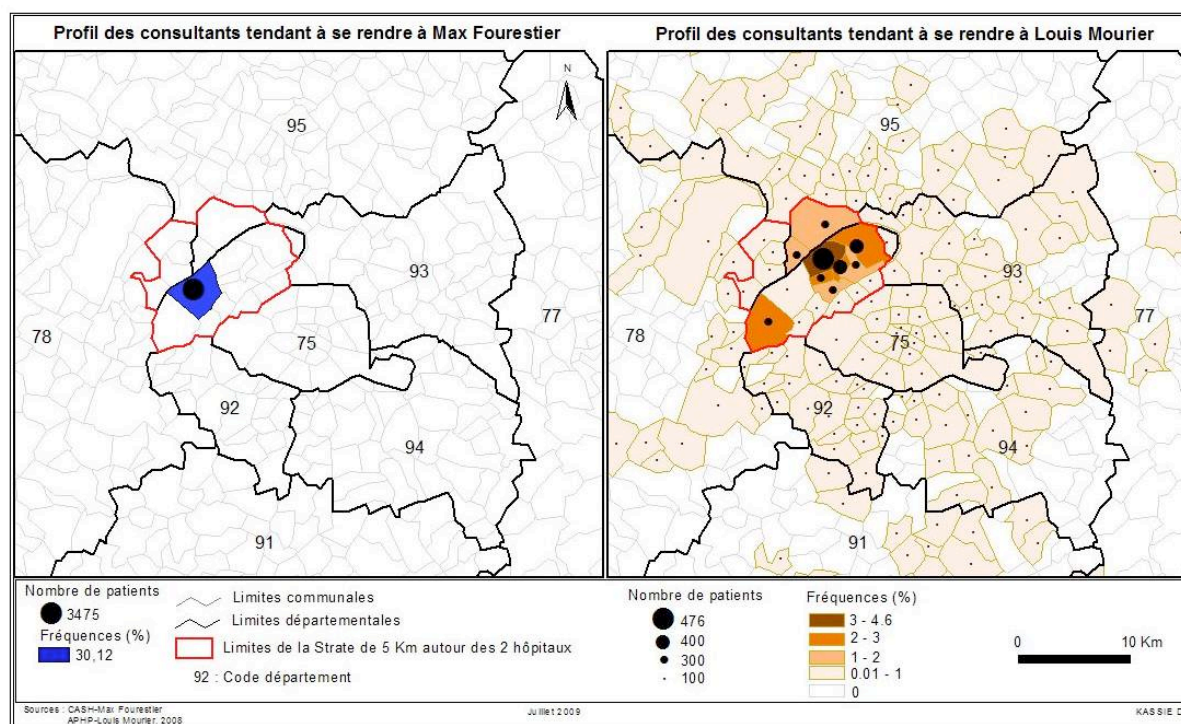 Profil des consultants tendant à se rendre à Max Fourestier
Profil des consultants tendant à se rendre à Louis Mourier
N
95
93
78
77
75
92
94
91
95
93
78
77
75
92
94
91
Nombre de patients
3475
Fréquences (%)
30,12
Limites communales
Limites départementales
Limites de la Strate de 5 Km autour des 2 hôpitaux
92 : Code département
Nombre de patients
476
400
300
100
Fréquences (%)
3 - 4.6
2 - 3
1 - 2
0.01 - 1
0
0 10 Km
Sources : CASH-Max Fourestier
APHP-Louis Mourier, 2008
Juillet 2009
KASSIE D